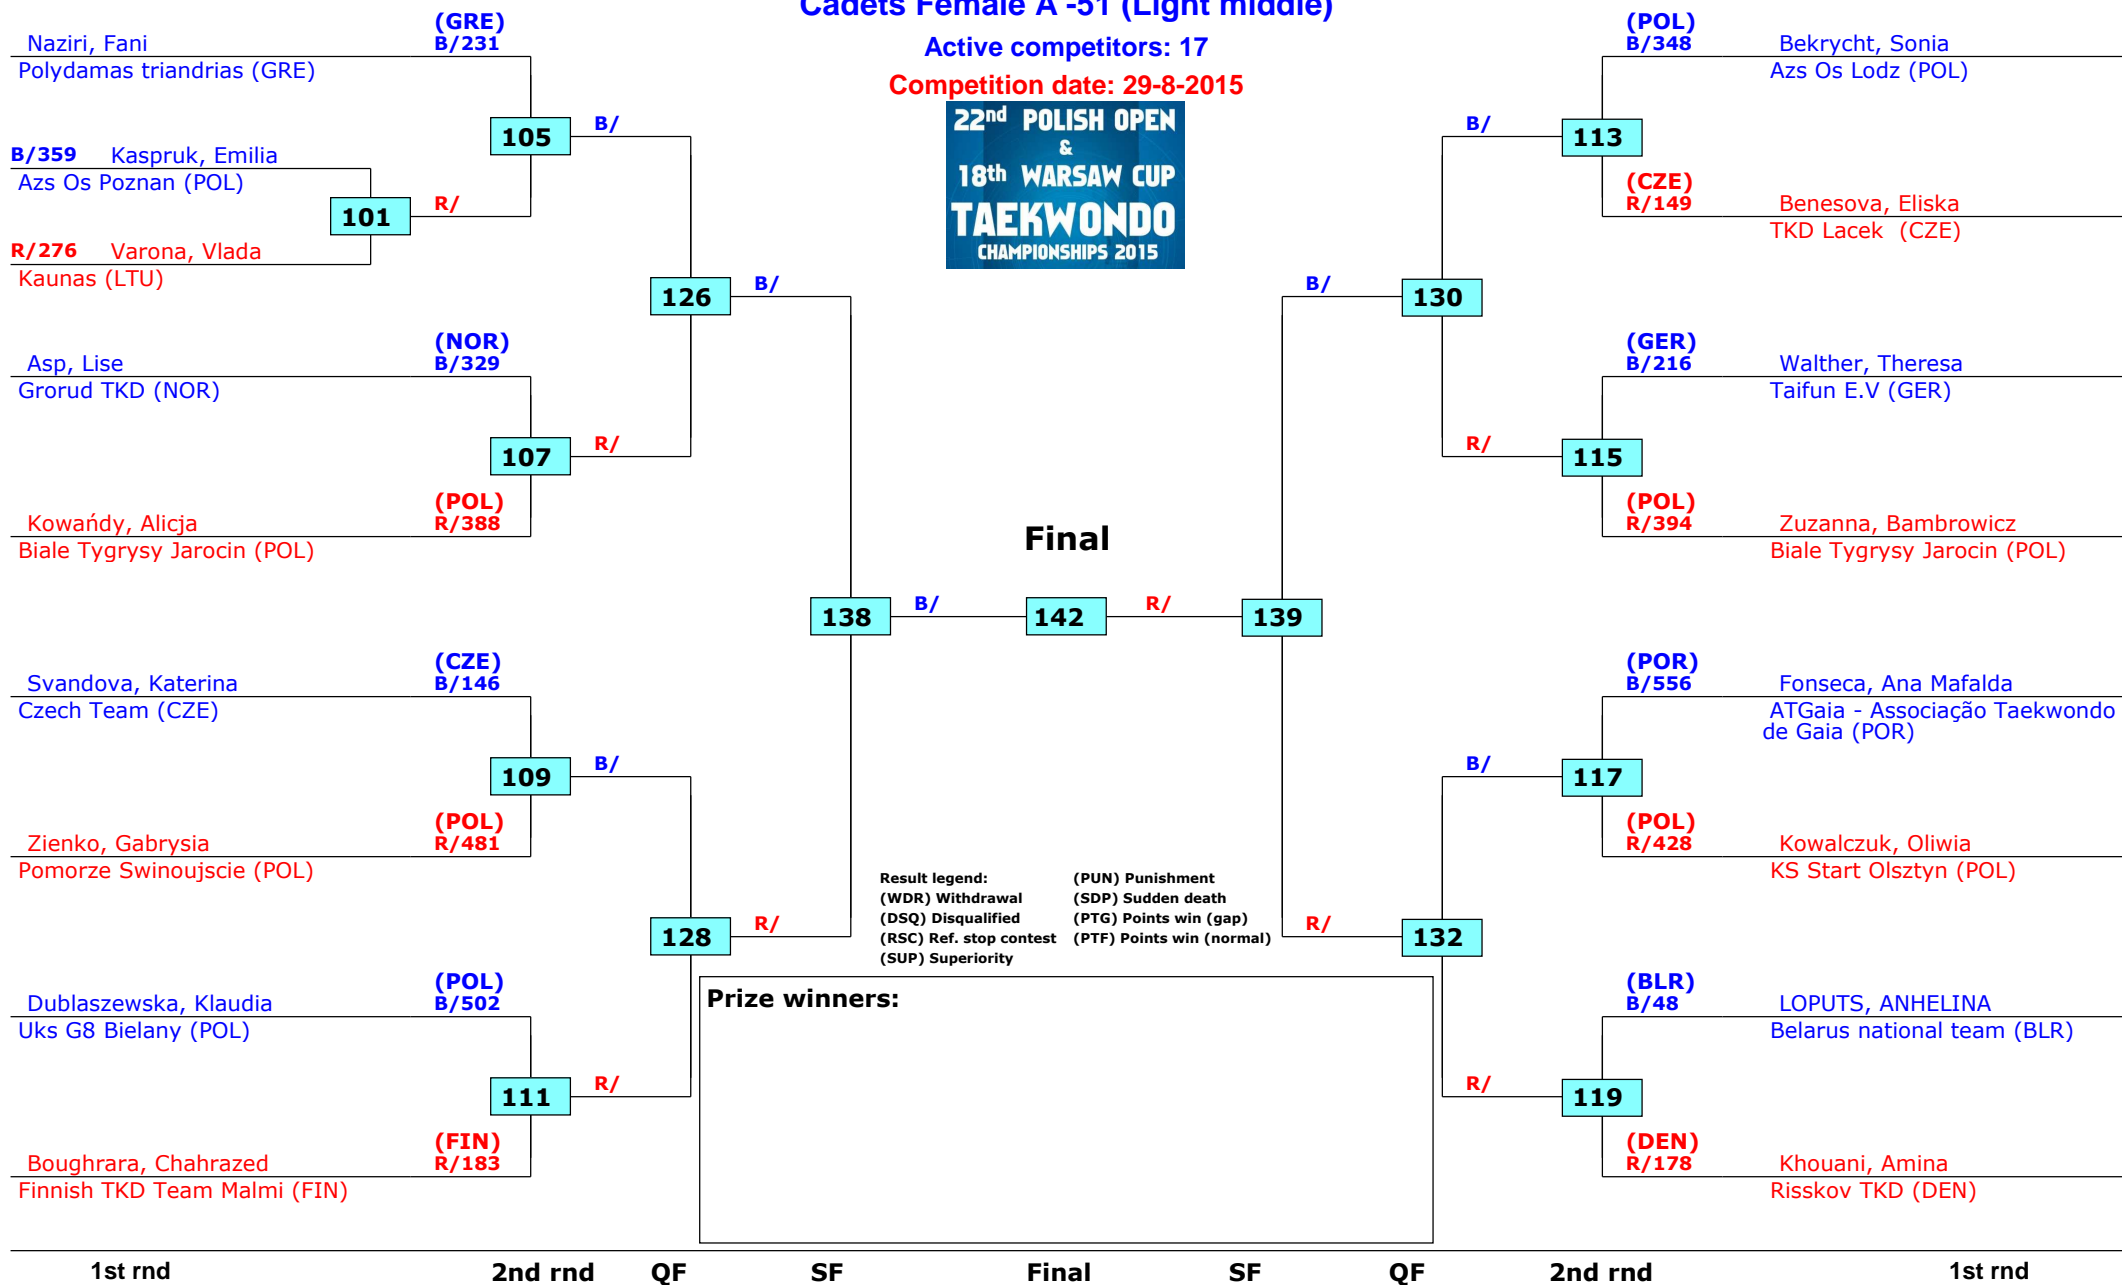 Cadets Female A -51 (Light middle)
Active competitors: 17
Competition date: 29-8-2015
22nd POLISH OPEN
&
18th WARSAW CUP
TAEKWONDO
CHAMPIONSHIPS 2015
(GRE)
Naziri, Fani B/231
Polydamas triandrias (GRE)
105
B/
B/359 Kaspruk, Emilia
Azs Os Poznan (POL)
101
R/
R/276 Varona, Vlada
Kaunas (LTU)
126
B/
(NOR)
Asp, Lise B/329
Grorud TKD (NOR)
107
R/
(POL)
Kowańdy, Alicja R/388
Biale Tygrysy Jarocin (POL)
138
B/
(CZE)
Svandova, Katerina B/146
Czech Team (CZE)
109
B/
(POL)
Zienko, Gabrysia R/481
Pomorze Swinoujscie (POL)
128
R/
(POL)
Dublaszewska, Klaudia B/502
Uks G8 Bielany (POL)
111
R/
(FIN)
Boughrara, Chahrazed R/183
Finnish TKD Team Malmi (FIN)
Final
142
R/
139
(POL)
B/348 Bekrycht, Sonia
Azs Os Lodz (POL)
B/
113
(CZE)
R/149 Benesova, Eliska
TKD Lacek (CZE)
B/
130
(GER)
B/216 Walther, Theresa
Taifun E.V (GER)
R/
115
(POL)
R/394 Zuzanna, Bambrowicz
Biale Tygrysy Jarocin (POL)
(POR)
B/556 Fonseca, Ana Mafalda
ATGaia - Associação Taekwondo
de Gaia (POR)
B/
117
(POL)
R/428 Kowalczuk, Oliwia
KS Start Olsztyn (POL)
R/
132
(BLR)
B/48 LOPUTS, ANHELINA
Belarus national team (BLR)
R/
119
(DEN)
R/178 Khouani, Amina
Risskov TKD (DEN)
Result legend: (PUN) Punishment
(WDR) Withdrawal (SDP) Sudden death
(DSQ) Disqualified (PTG) Points win (gap)
(RSC) Ref. stop contest (PTF) Points win (normal)
(SUP) Superiority
Prize winners:
1st rnd 2nd rnd QF SF Final SF QF 2nd rnd 1st rnd